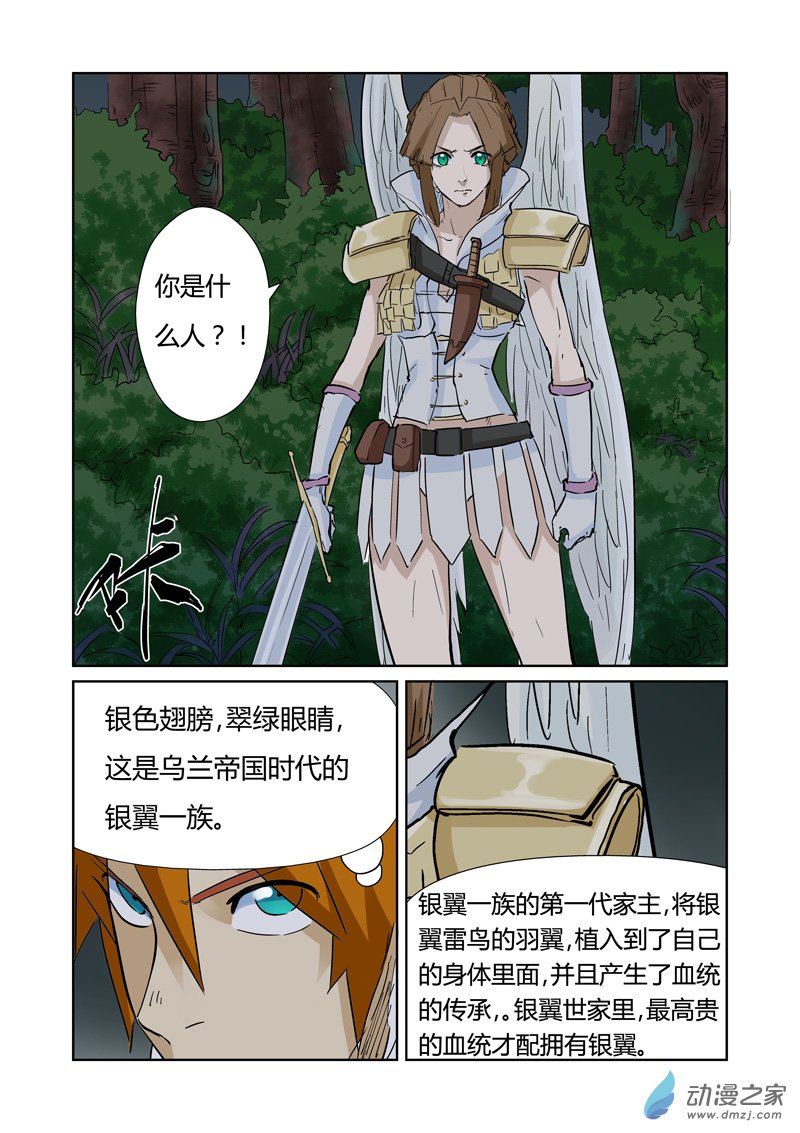 你是什
么人？！
咔
银色翅膀，翠绿眼睛，
这是乌兰帝国时代的
银翼一族。
银翼一族的第一代家主，将银
翼雷鸟的羽翼，植入到了自己
的身体里面，并且产生了血统
的传承，。银翼世家里，最高贵
的血统才配拥有银翼。
动漫之家
www.dmzj.com